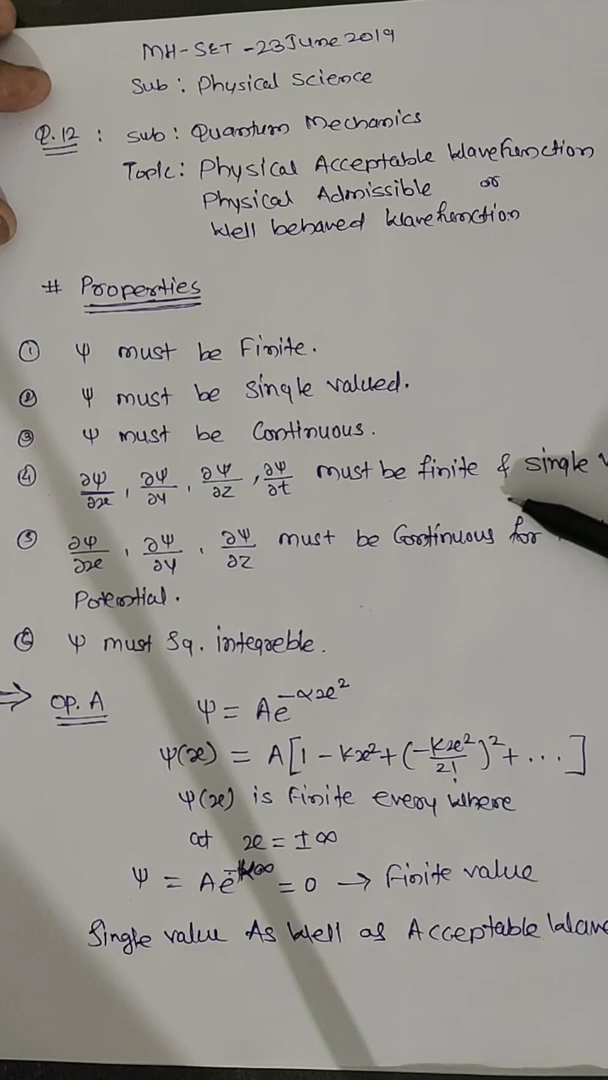 MH-SET - 23 June 2019
Sub : Physical Science
Q.12 : Sub : Quantum Mechanics
Topic: Physical Acceptable Wavefunction
or
Physical Admissible
Well behaved Wavefunction
# Properties
① ψ must be Finite.
② ψ must be single valued.
③ ψ must be Continuous.
④ ∂ψ/∂x , ∂ψ/∂y , ∂ψ/∂z , ∂ψ/∂t must be finite & single
⑤ ∂ψ/∂x , ∂ψ/∂y , ∂ψ/∂z must be Continuous for
Potential.
⑥ ψ must Sq. integreble.
⇒ OP. A ψ = Ae^{-αx²}
ψ(x) = A[1 - Kx² + (-Kx²/2!)² + ...]
ψ(x) is Finite every where
at x = ±∞
ψ = Ae^{-∞} = 0 → Finite value
Single value As Well as Acceptable